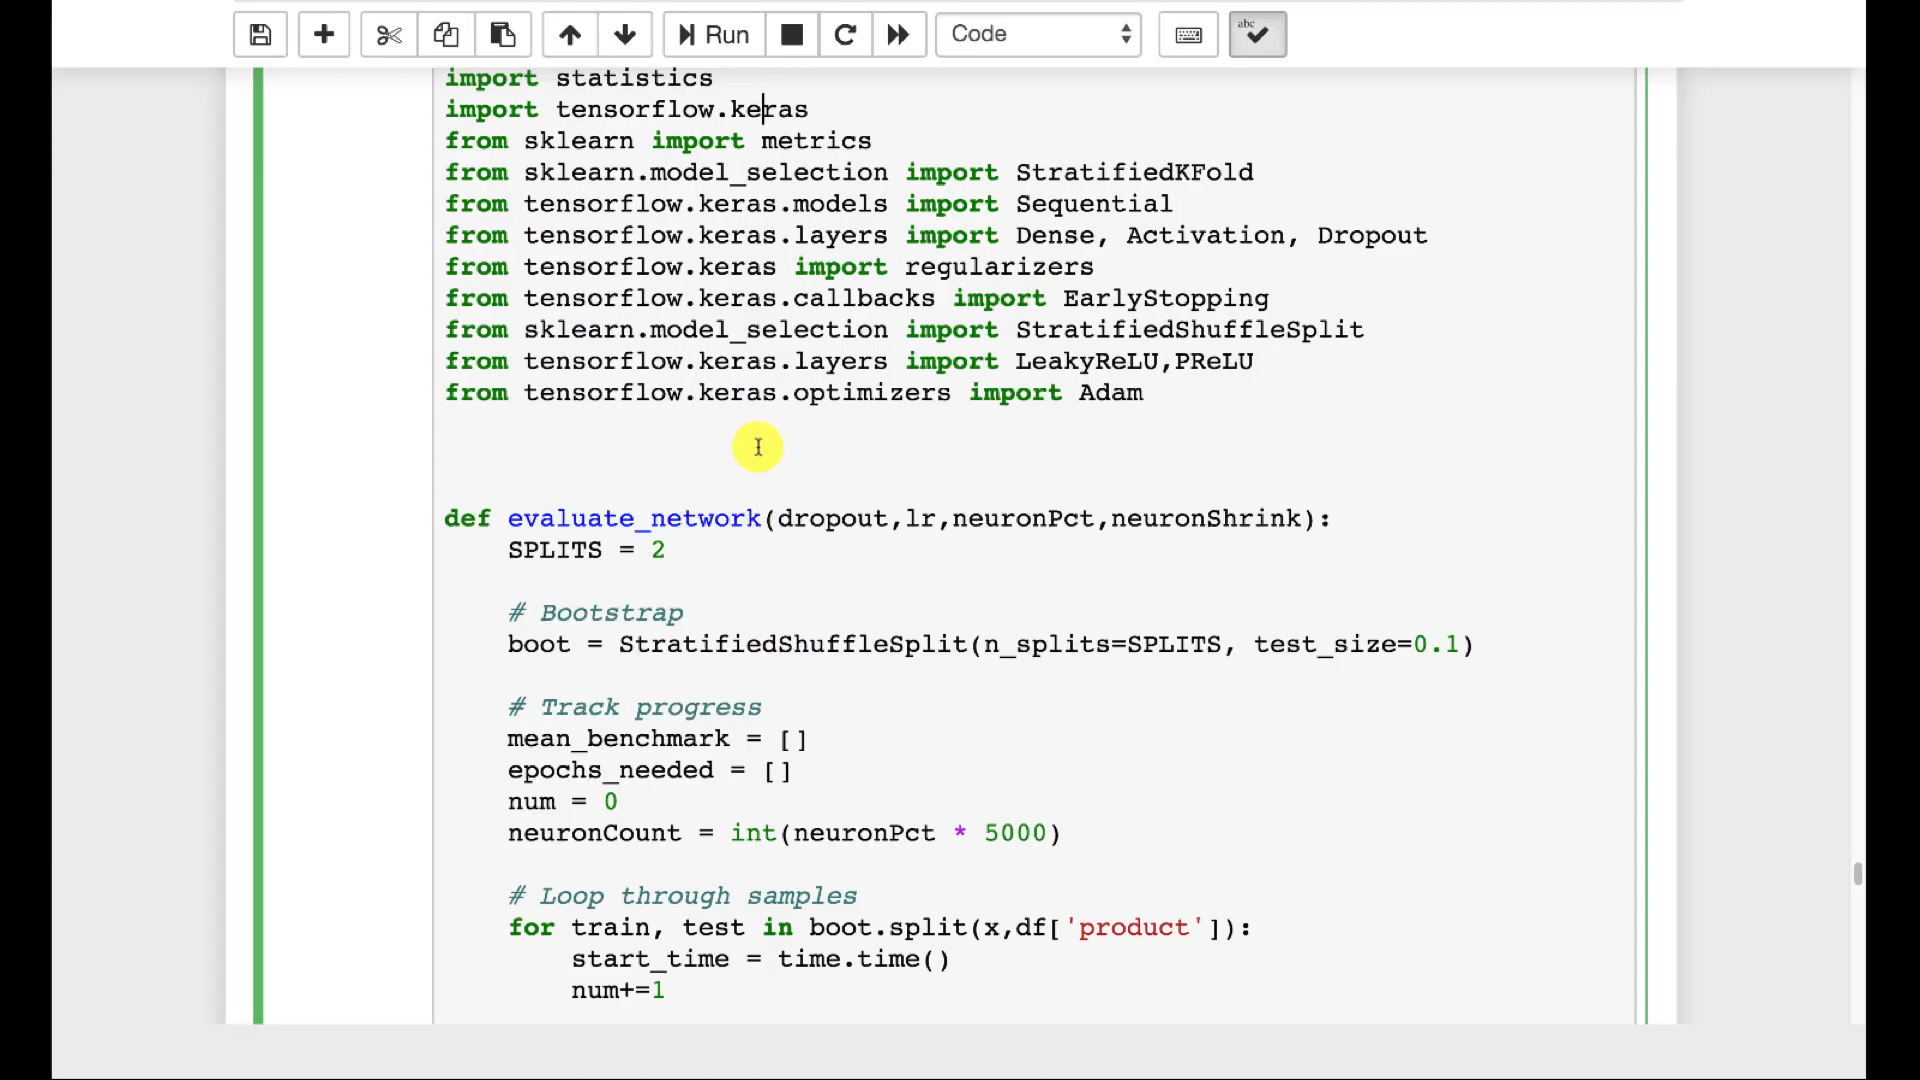 Run
Code
abc
import statistics
import tensorflow.keras
from sklearn import metrics
from sklearn.model_selection import StratifiedKFold
from tensorflow.keras.models import Sequential
from tensorflow.keras.layers import Dense, Activation, Dropout
from tensorflow.keras import regularizers
from tensorflow.keras.callbacks import EarlyStopping
from sklearn.model_selection import StratifiedShuffleSplit
from tensorflow.keras.layers import LeakyReLU,PReLU
from tensorflow.keras.optimizers import Adam
def evaluate_network(dropout,lr,neuronPct,neuronShrink):
    SPLITS = 2
    # Bootstrap
    boot = StratifiedShuffleSplit(n_splits=SPLITS, test_size=0.1)
    # Track progress
    mean_benchmark = []
    epochs_needed = []
    num = 0
    neuronCount = int(neuronPct * 5000)
    # Loop through samples
    for train, test in boot.split(x,df['product']):
        start_time = time.time()
        num+=1